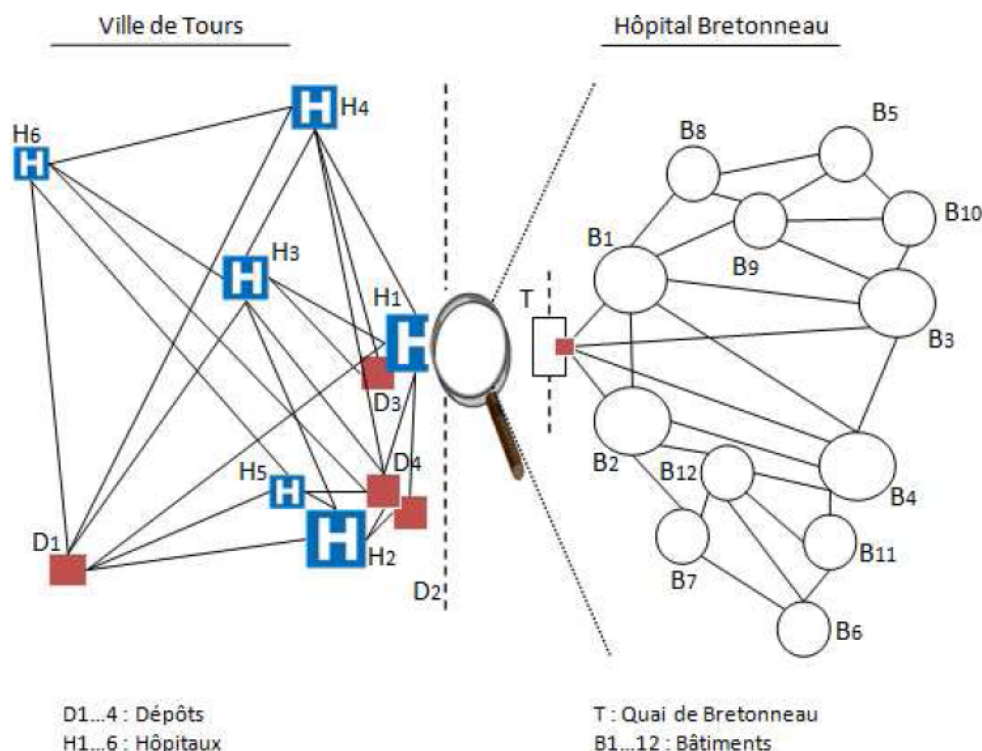 Ville de Tours
Hôpital Bretonneau
H4
H6
H
H
H3
H
H1
H
D3
H5
H
D4
H
H2
D1
D2
B5
B8
B10
B1
B9
T
B3
B2
B12
B4
B11
B7
B6
D1...4 : Dépôts
H1...6 : Hôpitaux
T : Quai de Bretonneau
B1...12 : Bâtiments